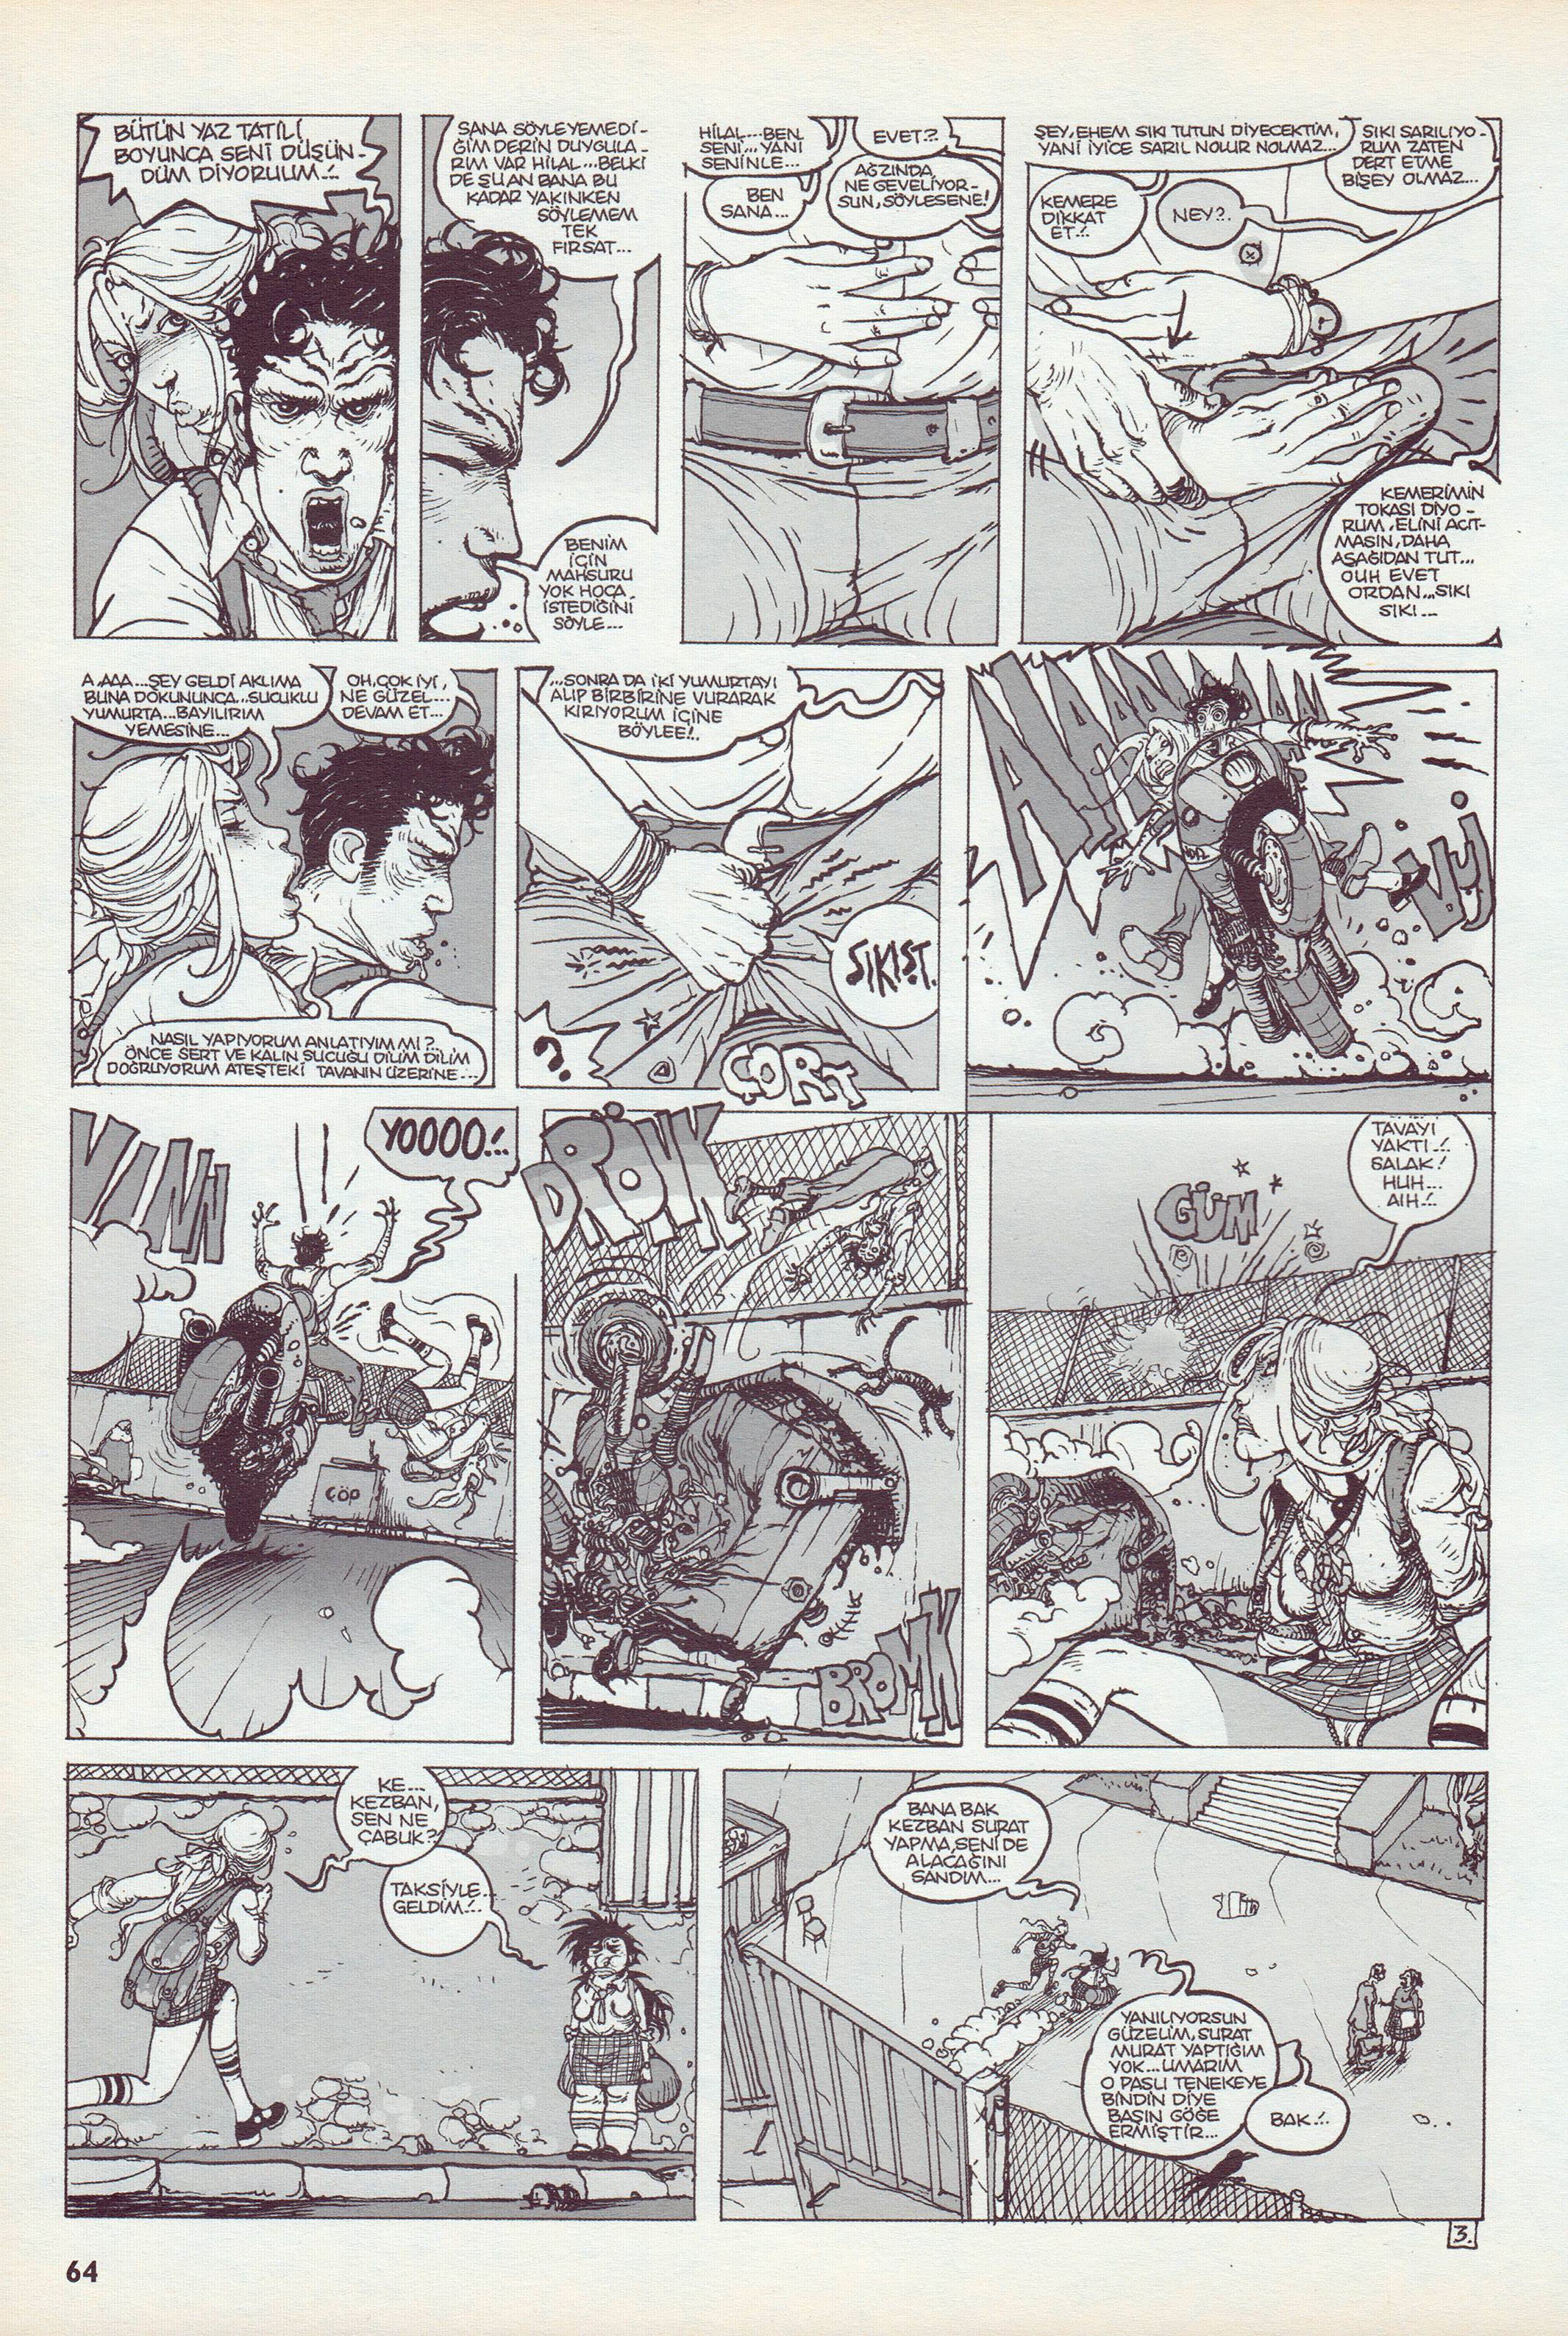 BÜTÜN YAZ TATİLİ
BOYUNCA SENİ DÜŞÜN-
DÜM DİYORUUM.!.
SANA SÖYLEYEMEDİ-
ĞİM DERİN DUYGULA-
RIM VAR HİLAL...BELKİ
DE ŞU AN BANA BU
KADAR YAKINKEN
SÖYLEMEM
TEK
FIRSAT...
BENİM
İÇİN
MAHSURU
YOK HOCA
İSTEDİĞİNİ
SÖYLE...
HİLAL...BEN
SENİ...YANİ
SENİNLE...
EVET?.
BEN
SANA...
AĞZINDA
NE GEVELİYOR-
SUN, SÖYLESENE!
ŞEY, EHEM SIKI TUTUN DİYECEKTİM,
YANİ İYİCE SARIL NOLUR NOLMAZ...
SIKI SARILIYO-
RUM ZATEN
DERT ETME
BİŞEY OLMAZ...
KEMERE
DİKKAT
ET.!.
NEY?.
KEMERİMİN
TOKASI DİYO-
RUM, ELİNİ ACIT-
MASIN, DAHA
AŞAĞIDAN TUT...
OUH EVET
ORDAN...SIKI
SIKI...
A.AAA...ŞEY GELDİ AKLIMA
BUNA DOKUNUNCA..SUCUKLU
YUMURTA...BAYILIRIM
YEMESİNE...
OH, ÇOK İYİ,
NE GÜZEL...
DEVAM ET...
NASIL YAPIYORUM ANLATIYIM MI?.
ÖNCE SERT VE KALIN SUCUĞU DİLİM DİLİM
DOĞRUYORUM ATEŞTEKİ TAVANIN ÜZERİNE...
...SONRA DA İKİ YUMURTAYI
ALIP BİRBİRİNE VURARAK
KIRIYORUM İÇİNE
BÖYLEE!.
SIKIŞT.
?.
ÇORT
VUJ
VINN
YOOOO.!.
ÇÖP
DRÖYK
BROMK
GÜM
TAVAYI
YAKTI.!.
SALAK!
HUH...
AIH.!.
KE...
KEZBAN,
SEN NE
ÇABUK?
TAKSİYLE..
GELDİM.!.
BANA BAK
KEZBAN SURAT
YAPMA, SENİ DE
ALACAĞINI
SANDIM...
YANILIYORSUN
GÜZELİM, SURAT
MURAT YAPTIĞIM
YOK...UMARIM
O PASLI TENEKEYE
BİNDİN DİYE
BAŞIN GÖĞE
ERMİŞTİR...
BAK.!.
3.
64